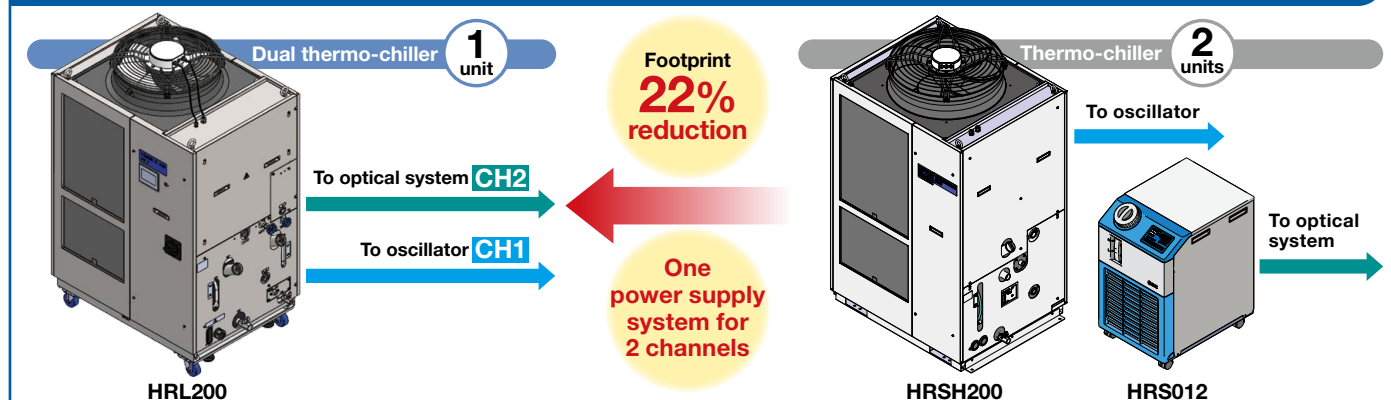 Dual thermo-chiller
1
unit
To optical system CH2
To oscillator CH1
HRL200
Footprint
22%
reduction
One
power supply
system for
2 channels
Thermo-chiller
2
units
To oscillator
To optical
system
HRSH200
HRS012